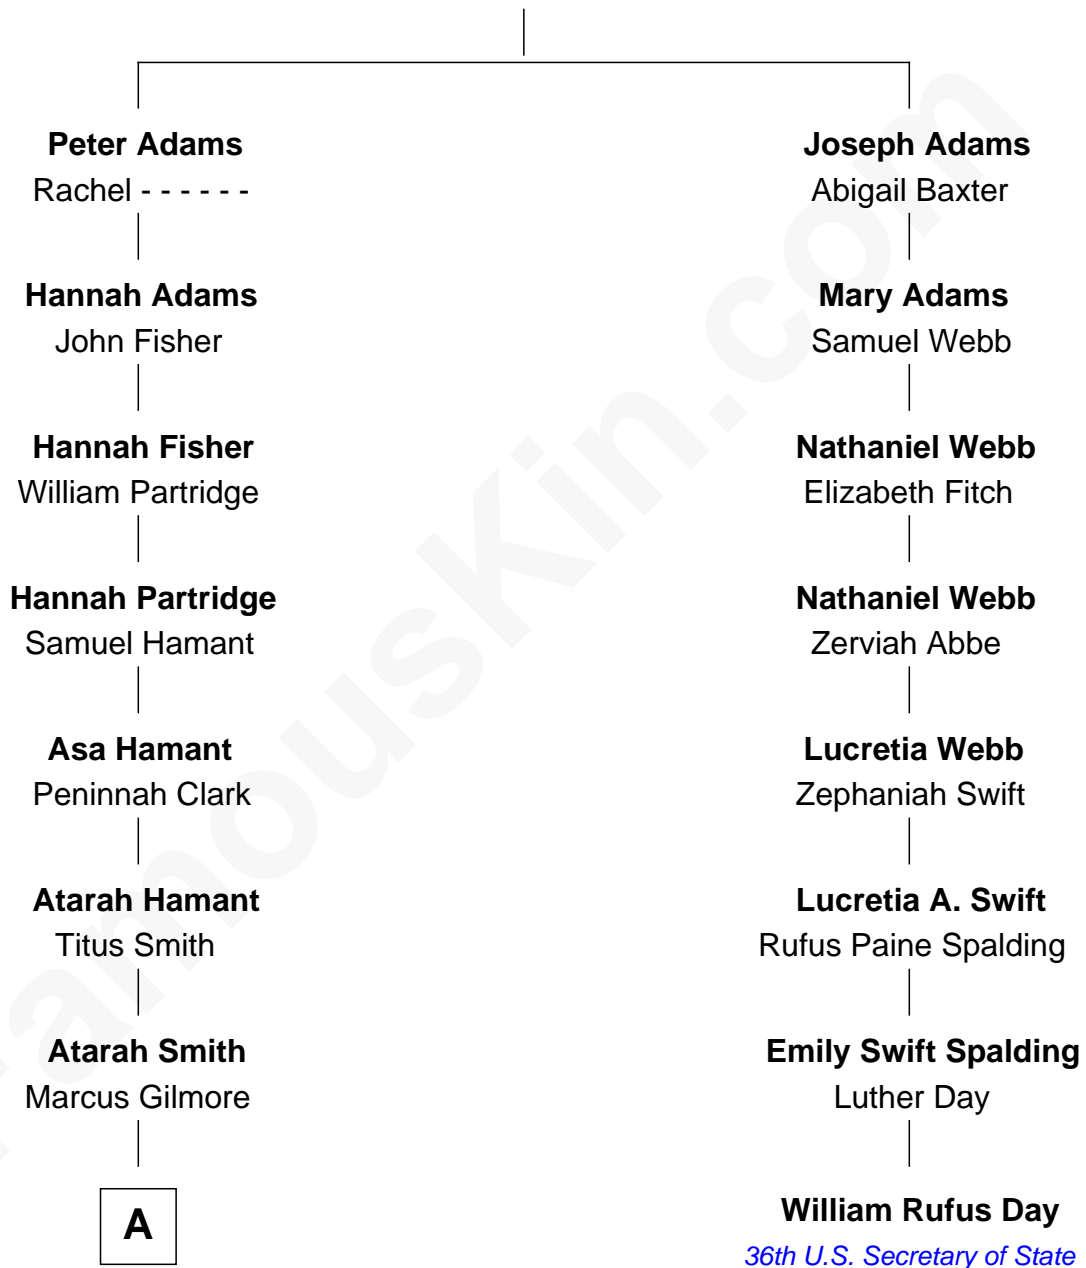 Peter Adams
Rachel - - - - - -
Joseph Adams
Abigail Baxter
Hannah Adams
John Fisher
Mary Adams
Samuel Webb
Hannah Fisher
William Partridge
Nathaniel Webb
Elizabeth Fitch
Hannah Partridge
Samuel Hamant
Nathaniel Webb
Zerviah Abbe
Asa Hamant
Peninnah Clark
Lucretia Webb
Zephaniah Swift
Atarah Hamant
Titus Smith
Lucretia A. Swift
Rufus Paine Spalding
Atarah Smith
Marcus Gilmore
Emily Swift Spalding
Luther Day
A
William Rufus Day
36th U.S. Secretary of State
FamousKin.com